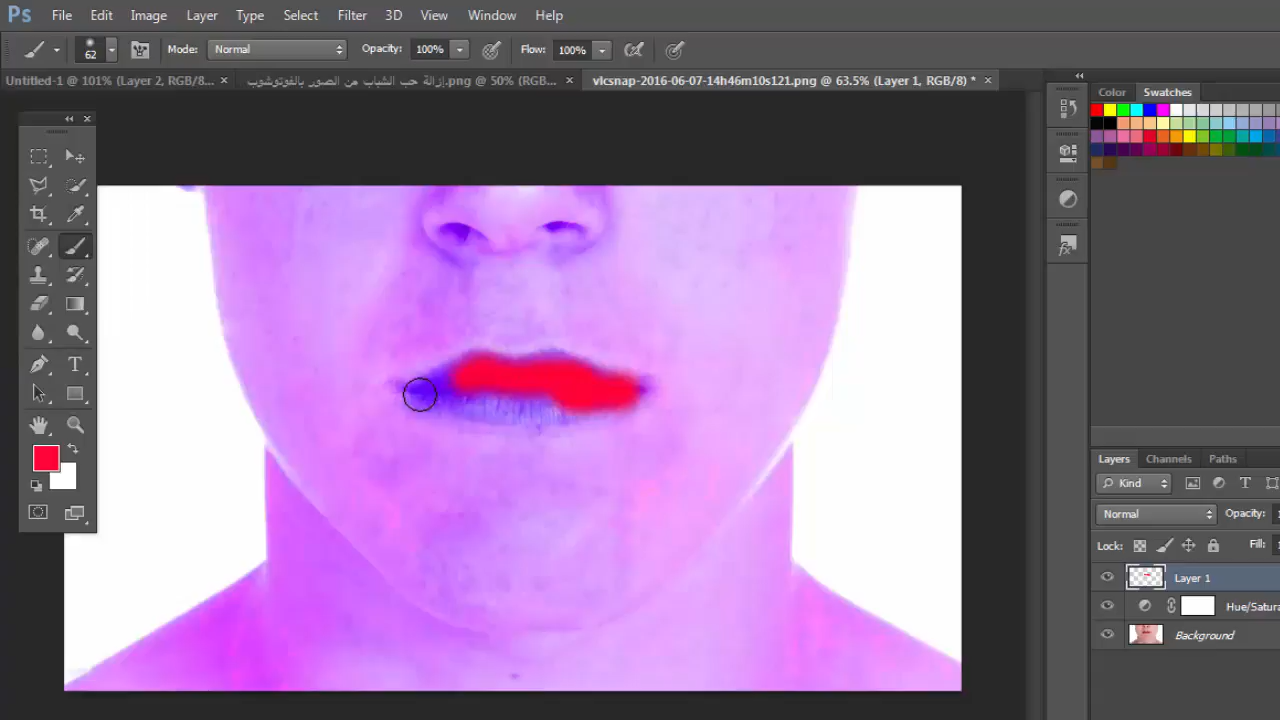 Ps File Edit Image Layer Type Select Filter 3D View Window Help
62 Mode: Normal Opacity: 100% Flow: 100%
Untitled-1 @ 101% (Layer 2, RGB/8... × إزالة حب الشباب من الصور بالفوتوشوب.png @ 50% (RGB... × vlcsnap-2016-06-07-14h46m10s121.png @ 63.5% (Layer 1, RGB/8) * ×
Color Swatches
Layers Channels Paths
Kind T
Normal Opacity:
Lock: Fill:
Layer 1
Hue/Satura
Background